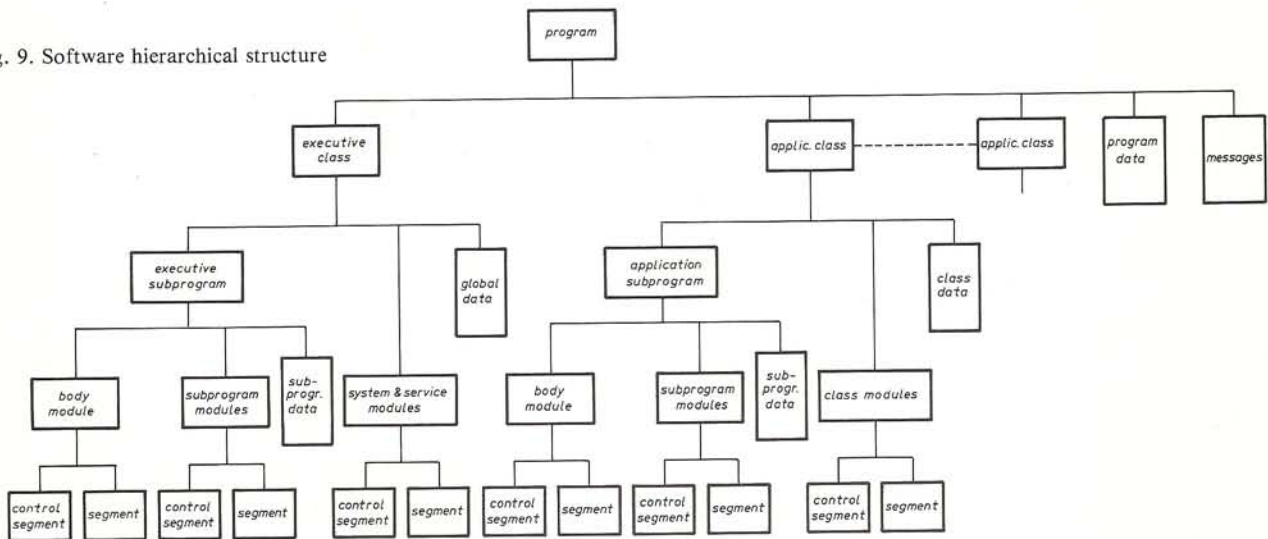 program
g. 9. Software hierarchical structure
executive
class
applic. class
applic. class
program
data
messages
executive
subprogram
global
data
application
subprogram
class
data
body
module
subprogram
modules
sub-
progr.
data
system & service
modules
body
module
subprogram
modules
sub-
progr.
data
class modules
control
segment
segment
control
segment
segment
control
segment
segment
control
segment
segment
control
segment
segment
control
segment
segment